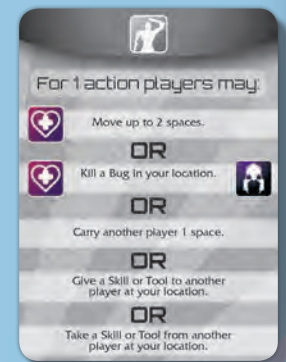 For 1 action players may:
Move up to 2 spaces.
OR
Kill a Bug in your location.
OR
Carry another player 1 space.
OR
Give a Skill or Tool to another
player at your location.
OR
Take a Skill or Tool from another
player at your location.